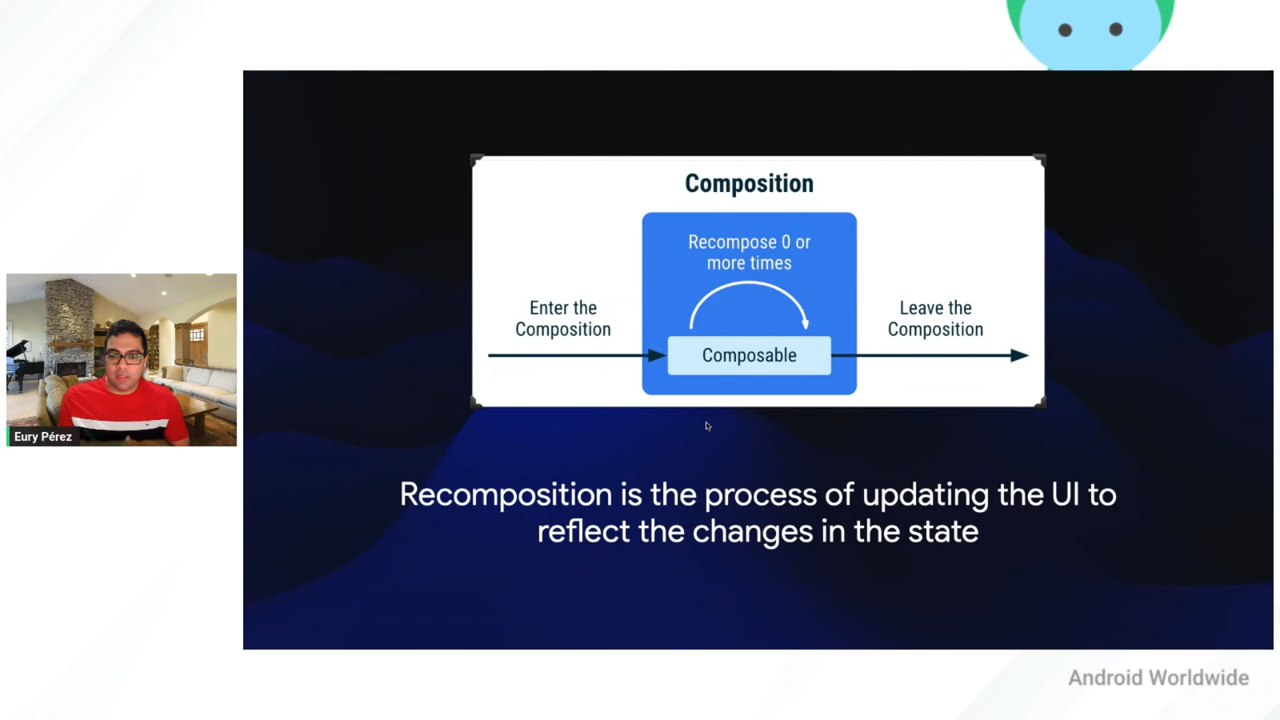 Composition
Recompose 0 or
more times
Enter the
Composition
Composable
Leave the
Composition
Recomposition is the process of updating the UI to
reflect the changes in the state
Eury Pérez
Android Worldwide